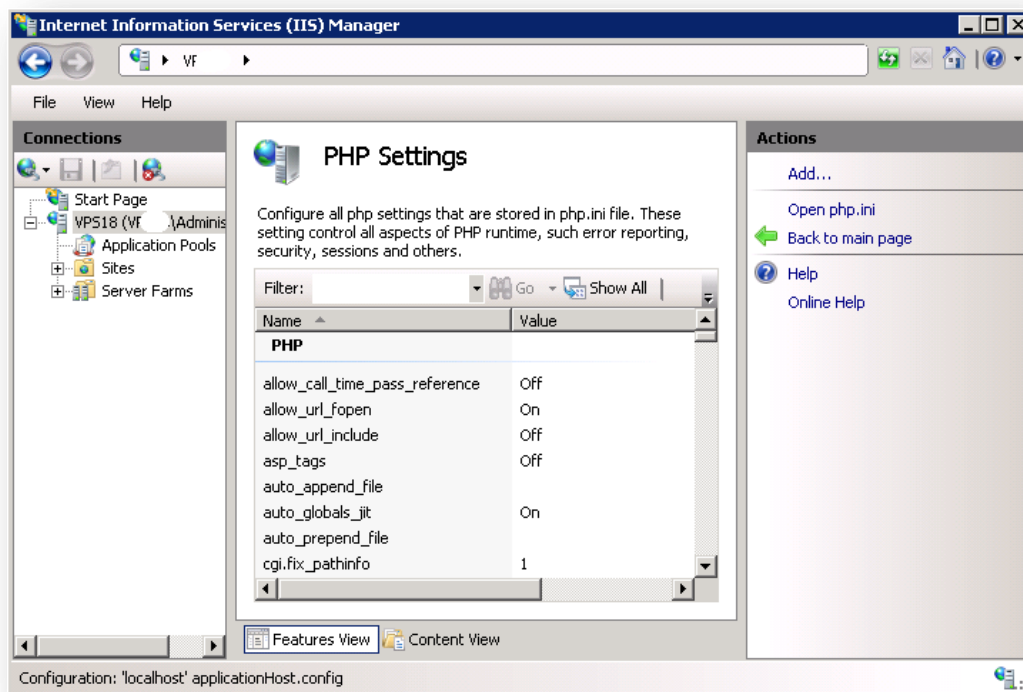 Internet Information Services (IIS) Manager
VF
File View Help
Connections
Start Page
VPS18 (VF .\Adminis
Application Pools
Sites
Server Farms
PHP Settings
Configure all php settings that are stored in php.ini file. These
setting control all aspects of PHP runtime, such error reporting,
security, sessions and others.
Filter: Go Show All
Name Value
PHP
allow_call_time_pass_reference Off
allow_url_fopen On
allow_url_include Off
asp_tags Off
auto_append_file
auto_globals_jit On
auto_prepend_file
cgi.fix_pathinfo 1
Features View Content View
Actions
Add...
Open php.ini
Back to main page
Help
Online Help
Configuration: 'localhost' applicationHost.config